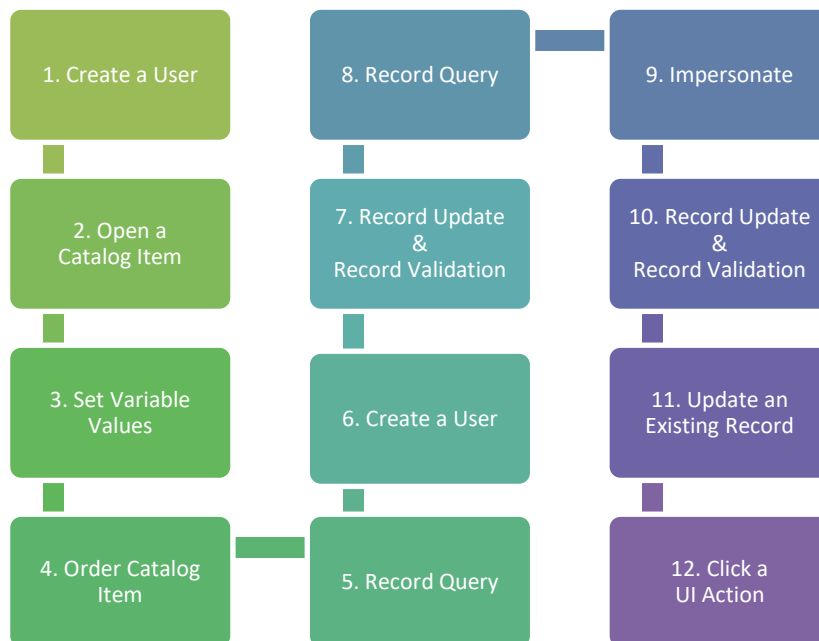 1. Create a User
2. Open a
Catalog Item
3. Set Variable
Values
4. Order Catalog
Item
5. Record Query
6. Create a User
7. Record Update
&
Record Validation
8. Record Query
9. Impersonate
10. Record Update
&
Record Validation
11. Update an
Existing Record
12. Click a
UI Action